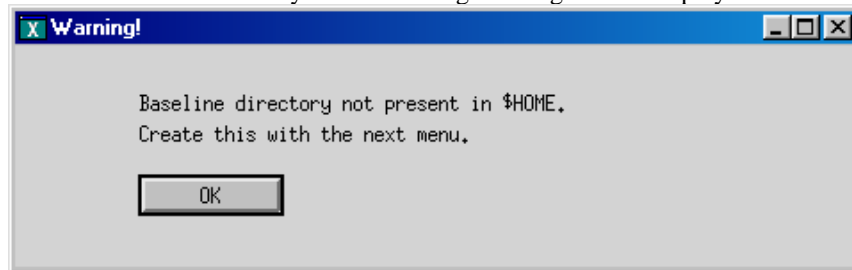 X Warning!
Baseline directory not present in $HOME.
Create this with the next menu.
OK